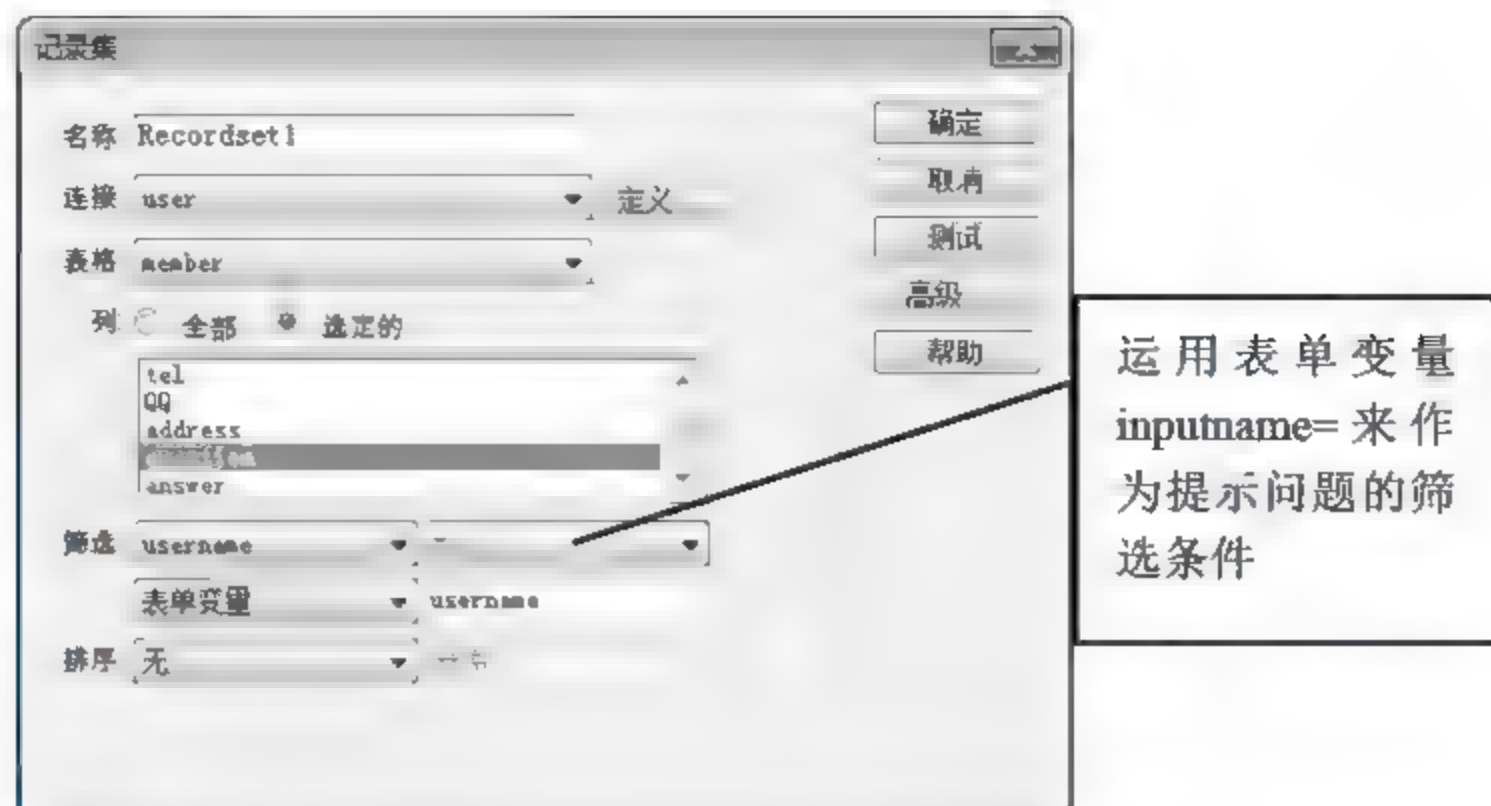 记录集
名称 Recordset1
连接 user 定义
表格 member
列: 全部 选定的
tel
QQ
address
answer
筛选 username
表单变量 username
排序 无
确定
取消
测试
高级
帮助
运用表单变量
inputname= 来作
为提示问题的筛
选条件